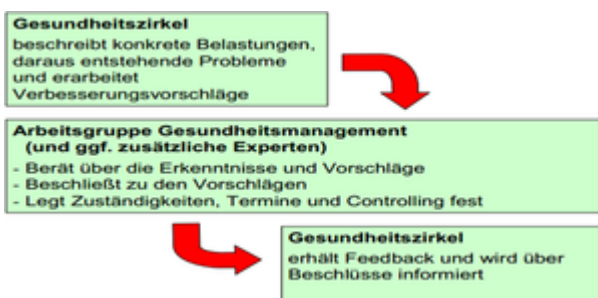 Gesundheitszirkel
beschreibt konkrete Belastungen,
daraus entstehende Probleme
und erarbeitet
Verbesserungsvorschläge
Arbeitsgruppe Gesundheitsmanagement
(und ggf. zusätzliche Experten)
- Berät über die Erkenntnisse und Vorschläge
- Beschließt zu den Vorschlägen
- Legt Zuständigkeiten, Termine und Controlling fest
Gesundheitszirkel
erhält Feedback und wird über
Beschlüsse informiert